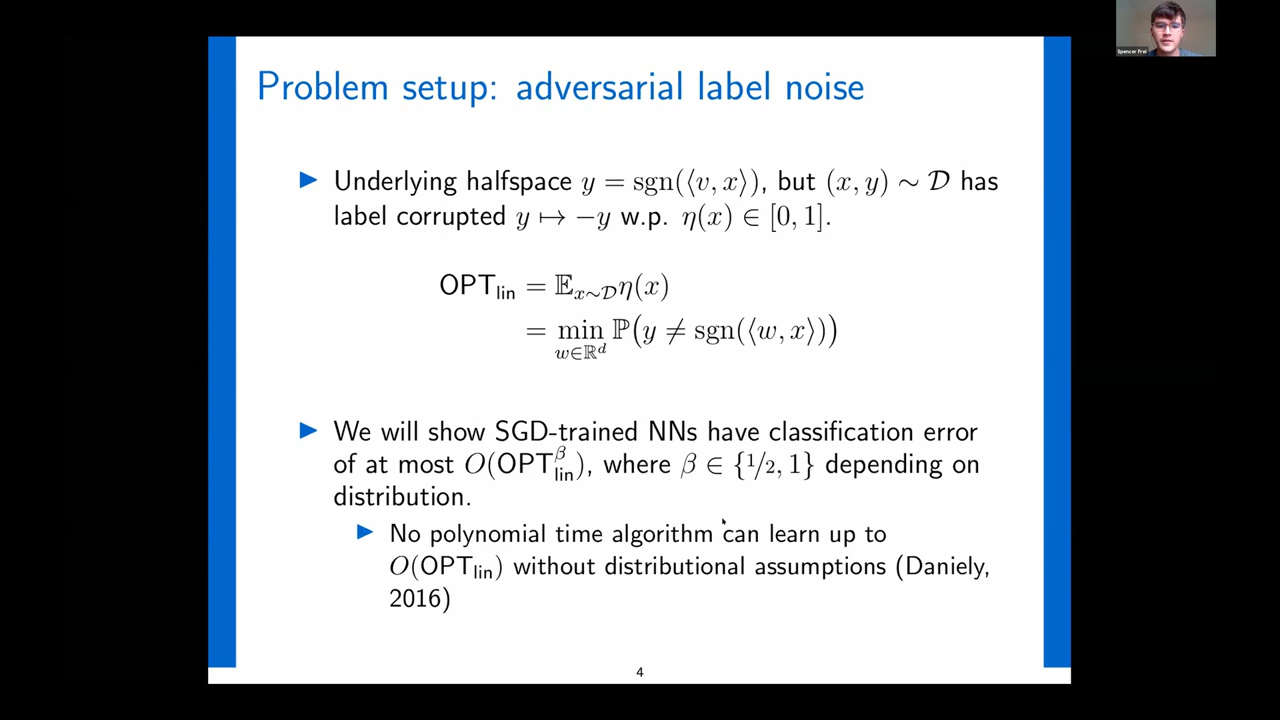 Spencer Frei
Problem setup: adversarial label noise
▶ Underlying halfspace y = sgn(⟨v, x⟩), but (x, y) ∼ 𝒟 has
label corrupted y ↦ −y w.p. η(x) ∈ [0, 1].
OPT_lin = 𝔼_{x∼𝒟} η(x)
= min_{w∈ℝ^d} ℙ(y ≠ sgn(⟨w, x⟩))
▶ We will show SGD-trained NNs have classification error
of at most O(OPT_lin^β), where β ∈ {1/2, 1} depending on
distribution.
▶ No polynomial time algorithm can learn up to
O(OPT_lin) without distributional assumptions (Daniely,
2016)
4